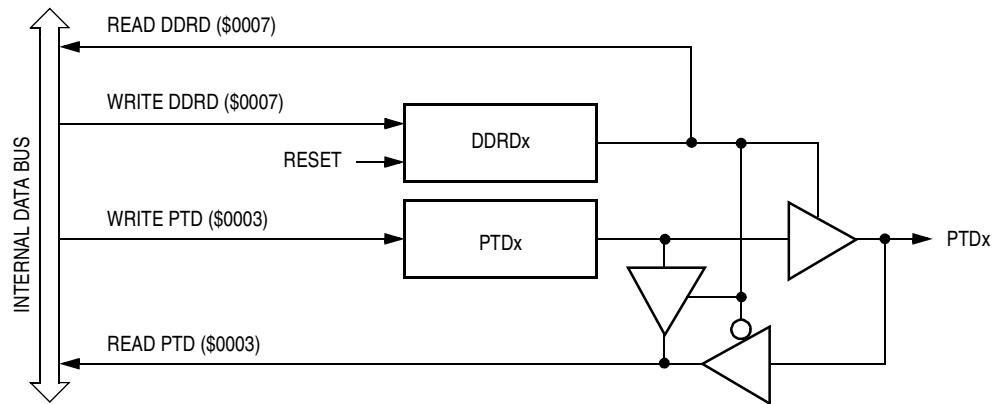 READ DDRD ($0007)
WRITE DDRD ($0007)
DDRDx
RESET
INTERNAL DATA BUS
WRITE PTD ($0003)
PTDx
PTDx
READ PTD ($0003)